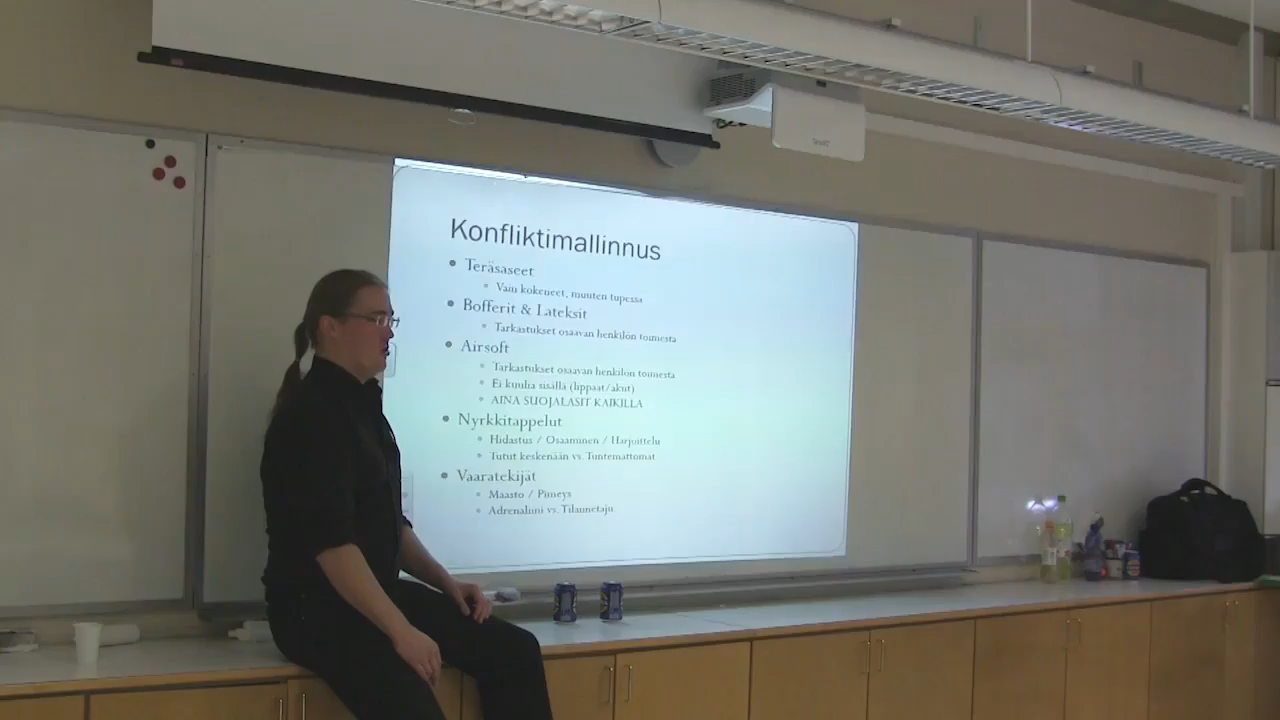 Konfliktimallinnus
Teräsaseet
Vain kokeneet, muuten tupessa
Bofferit & Lateksit
Tarkastukset osaavan henkilön toimesta
Airsoft
Tarkastukset osaavan henkilön toimesta
Ei kuulia sisällä (lippaat/akut)
AINA SUOJALASIT KAIKILLA
Nyrkkitappelut
Hidastus / Osaaminen / Harjoittelu
Tutut keskenään vs. Tuntemattomat
Vaaratekijät
Maasto / Pimeys
Adrenaliini vs. Tilannetaju